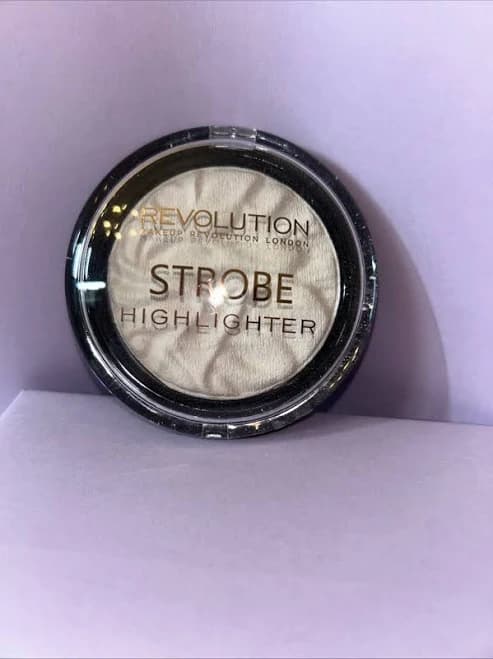 REVOLUTION
MAKEUP REVOLUTION LONDON
STROBE
HIGHLIGHTER